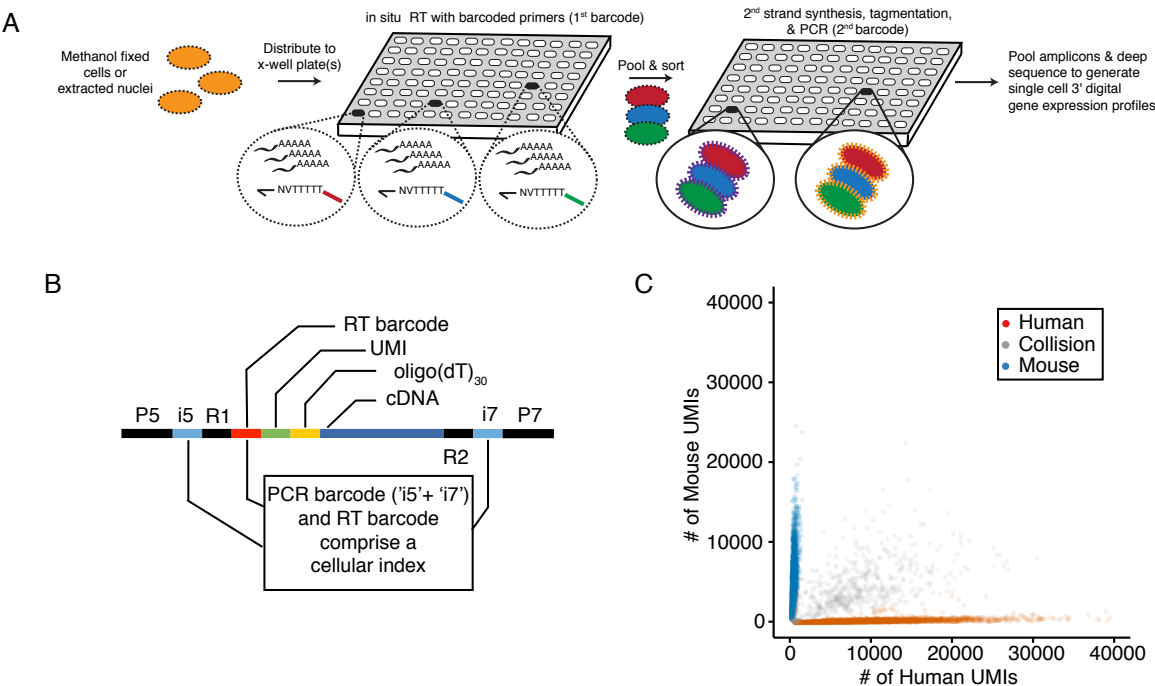 A
Methanol fixed
cells or
extracted nuclei
Distribute to
x-well plate(s)
in situ RT with barcoded primers (1st barcode)
AAAAA
AAAAA
AAAAA
NVTTTTT
AAAAA
AAAAA
AAAAA
NVTTTTT
AAAAA
AAAAA
AAAAA
NVTTTTT
Pool & sort
2nd strand synthesis, tagmentation,
& PCR (2nd barcode)
Pool amplicons & deep
sequence to generate
single cell 3' digital
gene expression profiles
B
RT barcode
UMI
oligo(dT)30
cDNA
P5 i5 R1 i7 P7
R2
PCR barcode ('i5'+ 'i7')
and RT barcode
comprise a
cellular index
C
Human
Collision
Mouse
# of Mouse UMIs
40000
30000
20000
10000
0
0 10000 20000 30000 40000
# of Human UMIs